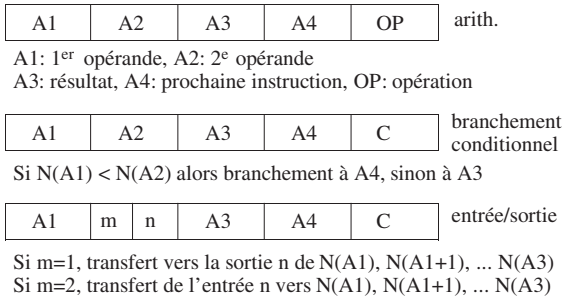 A1 A2 A3 A4 OP arith.
A1: 1er opérande, A2: 2e opérande
A3: résultat, A4: prochaine instruction, OP: opération
A1 A2 A3 A4 C branchement conditionnel
Si N(A1) < N(A2) alors branchement à A4, sinon à A3
A1 m n A3 A4 C entrée/sortie
Si m=1, transfert vers la sortie n de N(A1), N(A1+1), ... N(A3)
Si m=2, transfert de l'entrée n vers N(A1), N(A1+1), ... N(A3)